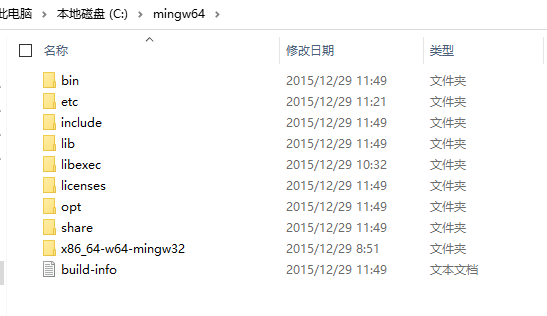 此电脑 > 本地磁盘 (C:) > mingw64 >
名称 修改日期 类型
bin 2015/12/29 11:49 文件夹
etc 2015/12/29 11:21 文件夹
include 2015/12/29 11:49 文件夹
lib 2015/12/29 11:49 文件夹
libexec 2015/12/29 10:32 文件夹
licenses 2015/12/29 11:49 文件夹
opt 2015/12/29 11:49 文件夹
share 2015/12/29 11:49 文件夹
x86_64-w64-mingw32 2015/12/29 8:51 文件夹
build-info 2015/12/29 11:49 文本文档